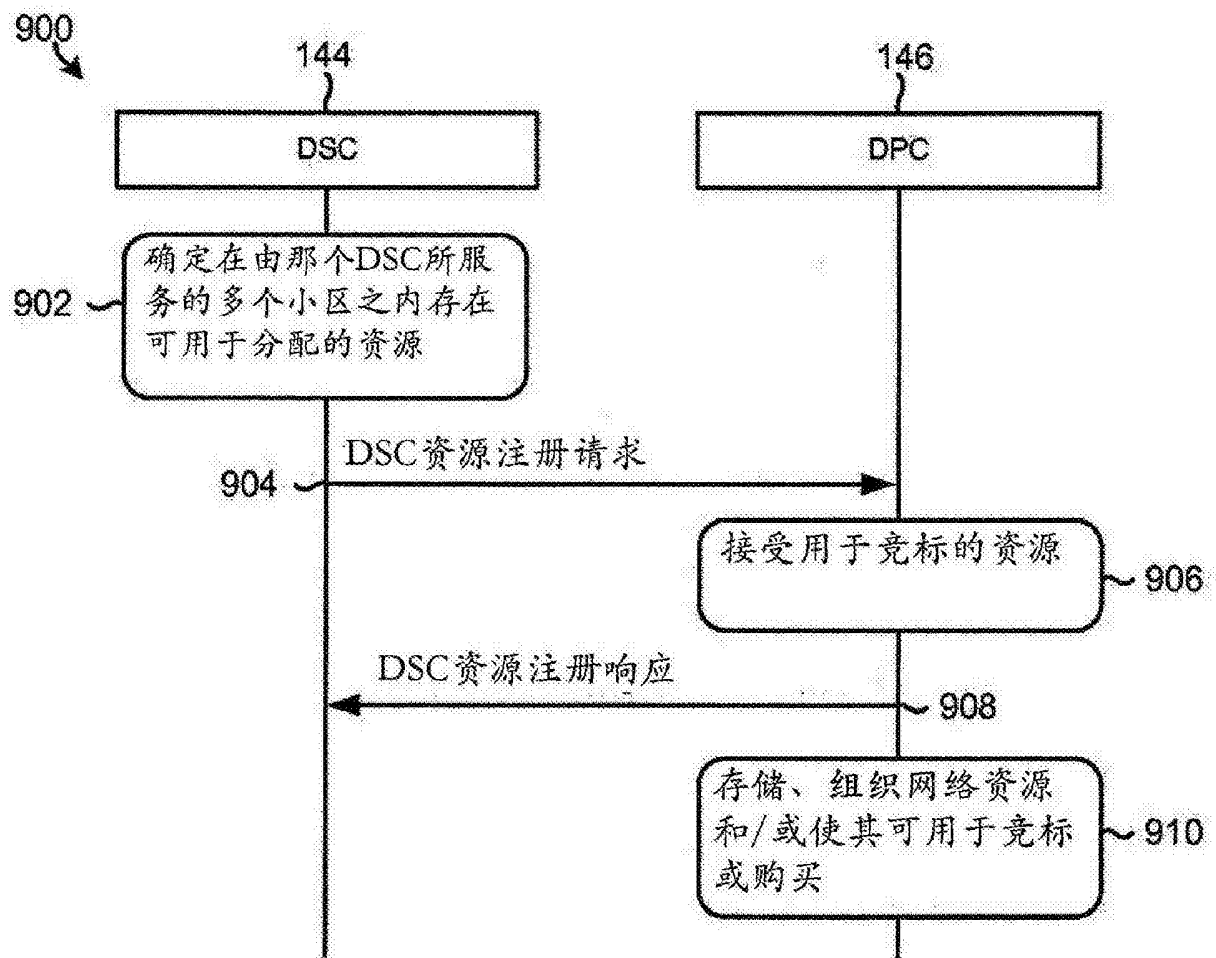 900
144
146
DSC
DPC
902
确定在由那个DSC所服
务的多个小区之内存在
可用于分配的资源
DSC资源注册请求
904
接受用于竞标的资源
906
DSC资源注册响应
908
存储、组织网络资源
和/或使其可用于竞标
或购买
910